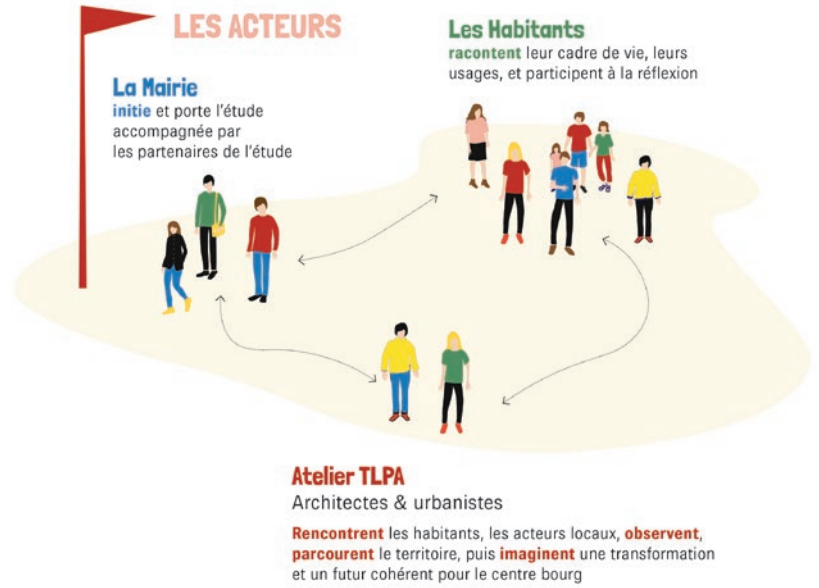 LES ACTEURS
La Mairie
initie et porte l'étude
accompagnée par
les partenaires de l'étude
Les Habitants
racontent leur cadre de vie, leurs
usages, et participent à la réflexion
Atelier TLPA
Architectes & urbanistes
Rencontrent les habitants, les acteurs locaux, observent,
parcourent le territoire, puis imaginent une transformation
et un futur cohérent pour le centre bourg